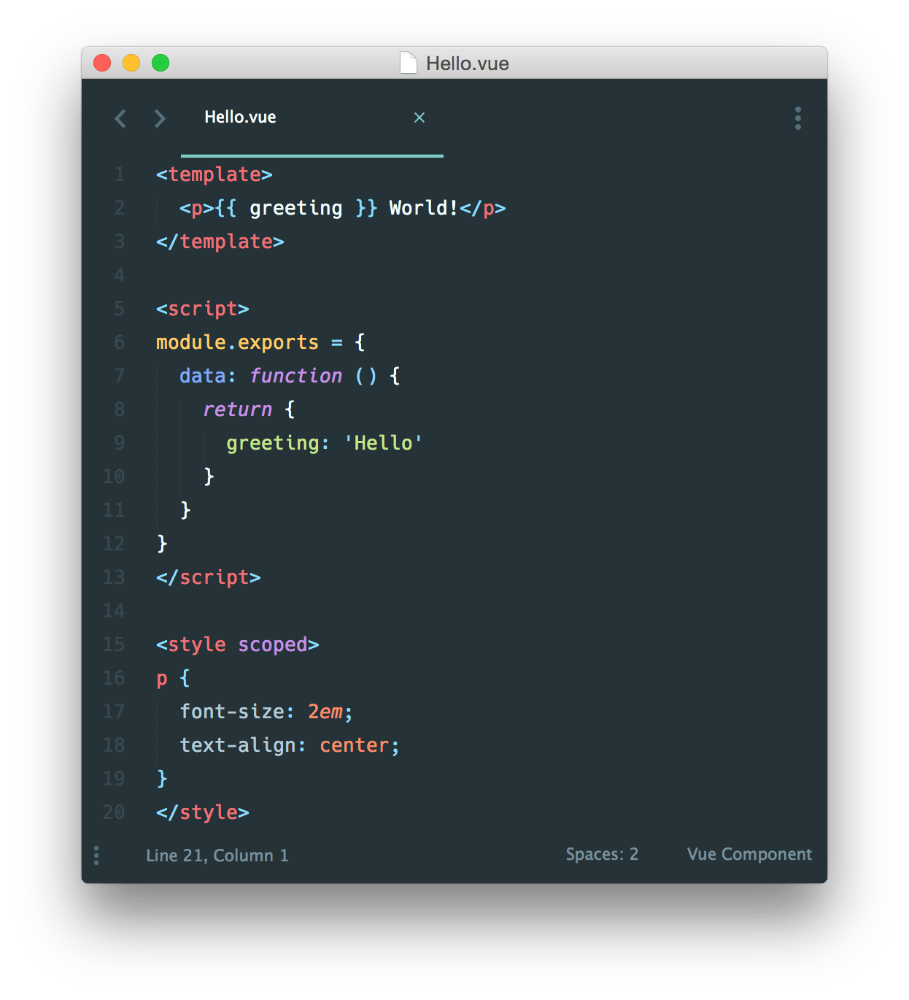 Hello.vue
Hello.vue ×
1 <template>
2   <p>{{ greeting }} World!</p>
3 </template>
4
5 <script>
6 module.exports = {
7   data: function () {
8     return {
9       greeting: 'Hello'
10     }
11   }
12 }
13 </script>
14
15 <style scoped>
16 p {
17   font-size: 2em;
18   text-align: center;
19 }
20 </style>
Line 21, Column 1 Spaces: 2 Vue Component